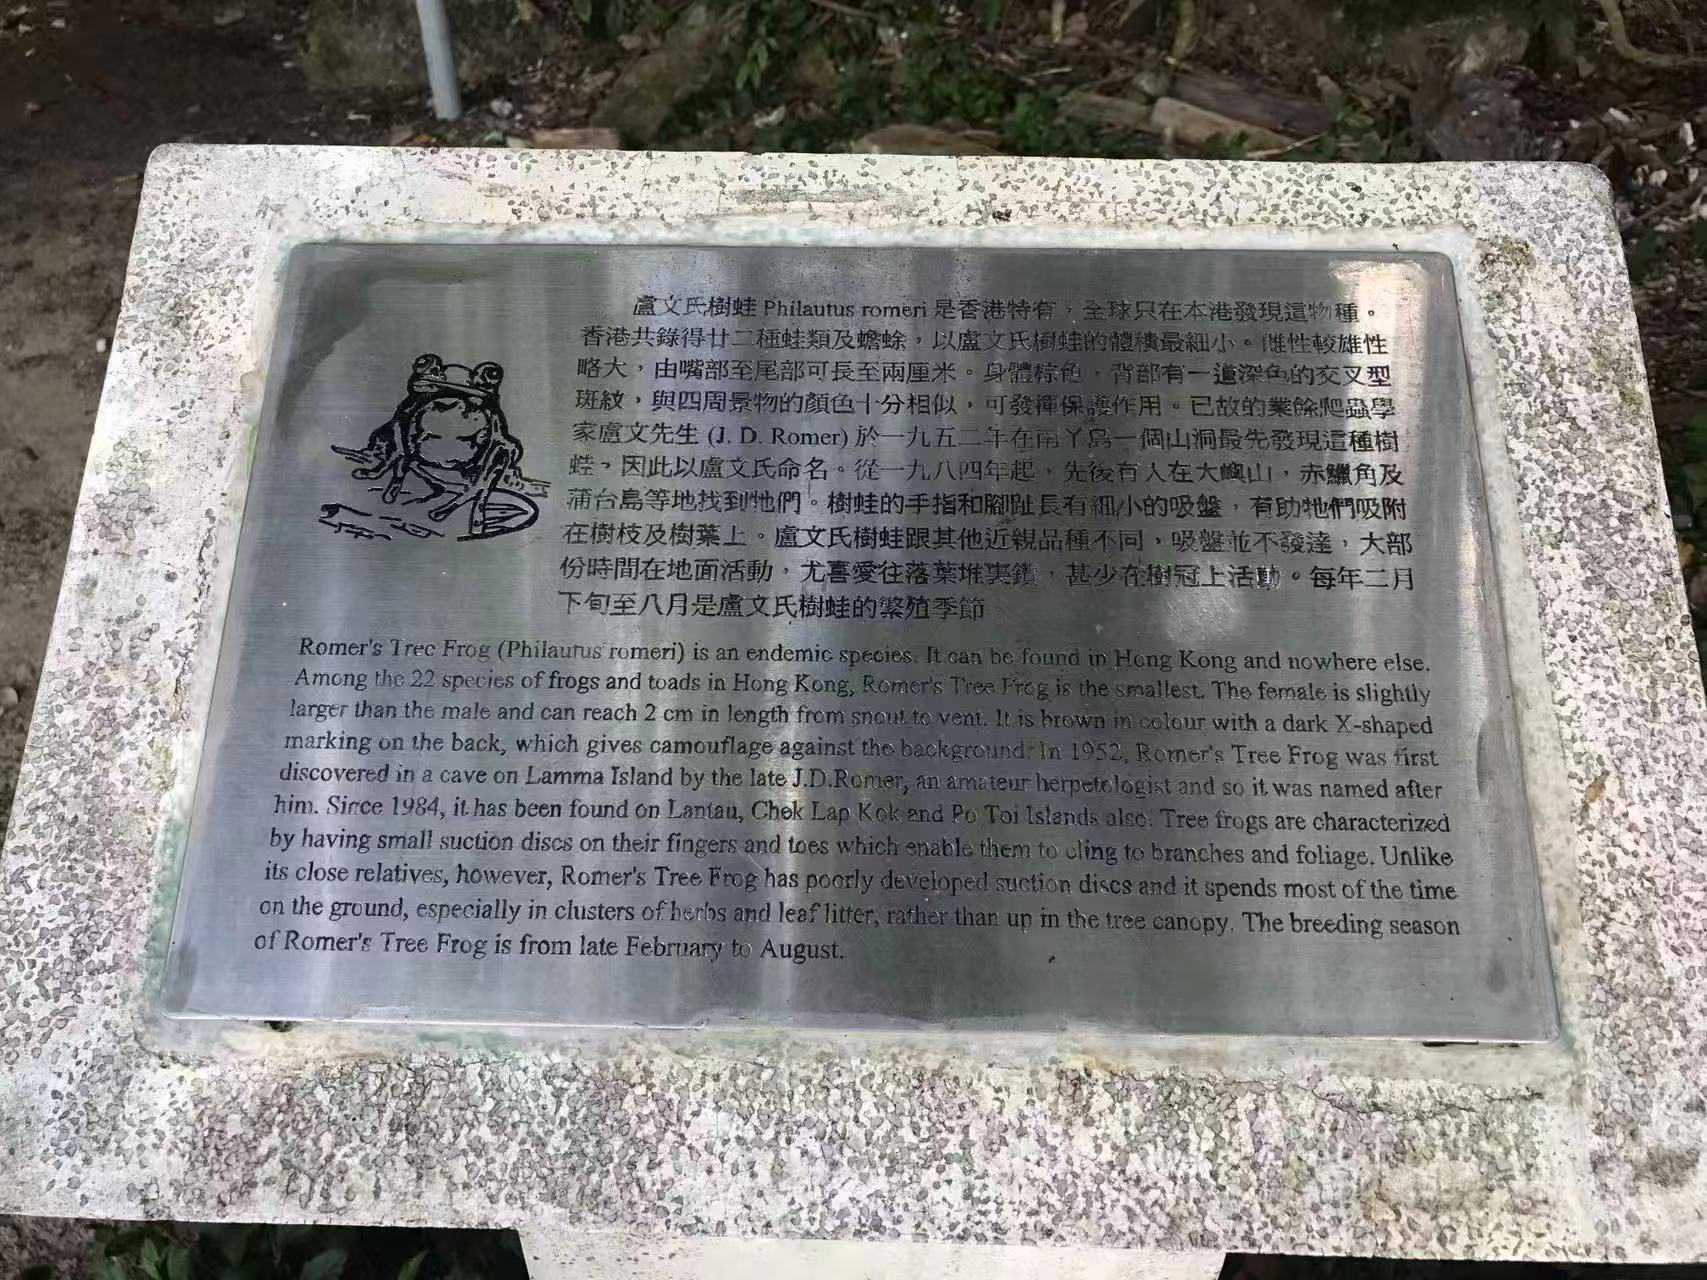 盧文氏樹蛙 Philautus romeri 是香港特有，全球只在本港發現這物種。
香港共錄得廿二種蛙類及蟾蜍，以盧文氏樹蛙的體積最細小。雌性較雄性
略大，由嘴部至尾部可長至兩厘米。身體棕色，背部有一道深色的交叉型
斑紋，與四周景物的顏色十分相似，可發揮保護作用。已故的業餘爬蟲學
家盧文先生 (J. D. Romer) 於一九五二年在南丫島一個山洞最先發現這種樹
蛙，因此以盧文氏命名。從一九八四年起，先後有人在大嶼山，赤鱲角及
蒲台島等地找到牠們。樹蛙的手指和腳趾長有細小的吸盤，有助牠們吸附
在樹枝及樹葉上。盧文氏樹蛙跟其他近親品種不同，吸盤並不發達，大部
份時間在地面活動，尤喜愛往落葉堆裏鑽，甚少在樹冠上活動。每年二月
下旬至八月是盧文氏樹蛙的繁殖季節
Romer's Tree Frog (Philautus romeri) is an endemic species. It can be found in Hong Kong and nowhere else.
Among the 22 species of frogs and toads in Hong Kong, Romer's Tree Frog is the smallest. The female is slightly
larger than the male and can reach 2 cm in length from snout to vent. It is brown in colour with a dark X-shaped
marking on the back, which gives camouflage against the background. In 1952, Romer's Tree Frog was first
discovered in a cave on Lamma Island by the late J.D.Romer, an amateur herpetologist and so it was named after
him. Since 1984, it has been found on Lantau, Chek Lap Kok and Po Toi Islands also. Tree frogs are characterized
by having small suction discs on their fingers and toes which enable them to cling to branches and foliage. Unlike
its close relatives, however, Romer's Tree Frog has poorly developed suction discs and it spends most of the time
on the ground, especially in clusters of herbs and leaf litter, rather than up in the tree canopy. The breeding season
of Romer's Tree Frog is from late February to August.